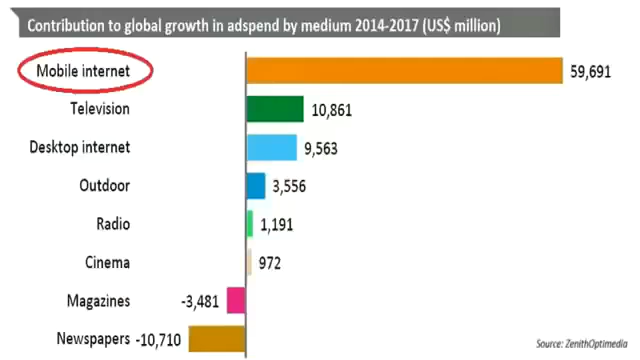 Contribution to global growth in adspend by medium 2014-2017 (US$ million)
Mobile internet 59,691
Television 10,861
Desktop internet 9,563
Outdoor 3,556
Radio 1,191
Cinema 972
Magazines -3,481
Newspapers -10,710
Source: ZenithOptimedia